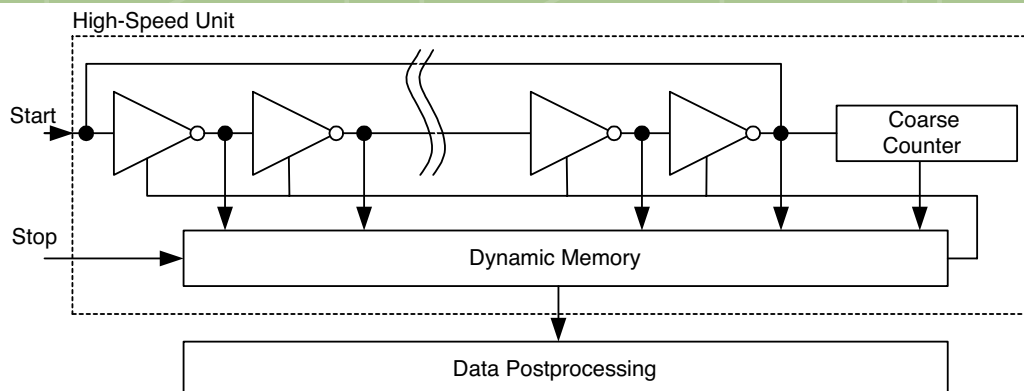 High-Speed Unit
Start
Coarse
Counter
Stop
Dynamic Memory
Data Postprocessing